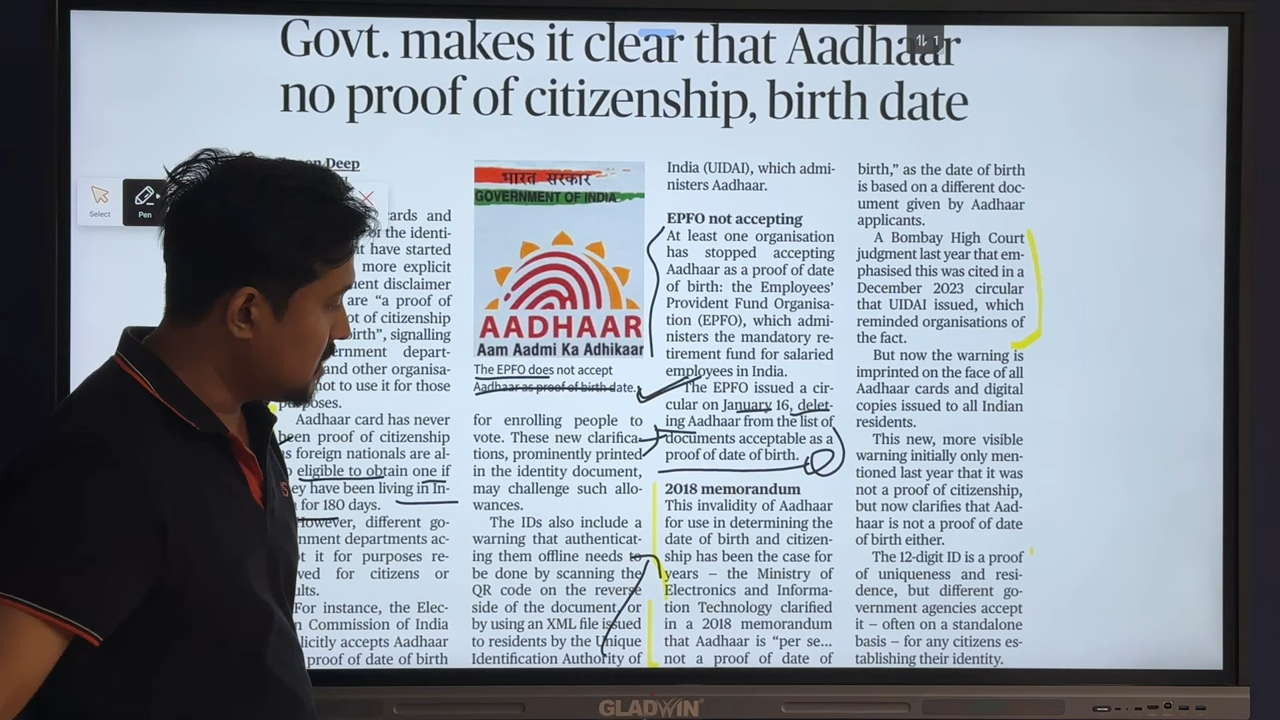 Govt. makes it clear that Aadhaar
no proof of citizenship, birth date
Deep
Select
Pen
cards and
the identi-
have started
more explicit
disclaimer
are “a proof of
of citizenship
signalling
depart-
and other organisa-
not to use it for those
purposes.
Aadhaar card has never
been proof of citizenship
as foreign nationals are al-
eligible to obtain one if
have been living in In-
for 180 days.
However, different go-
departments ac-
it for purposes re-
for citizens or
For instance, the Elec-
Commission of India
Aadhaar
proof of date of birth
भारत सरकार
GOVERNMENT OF INDIA
AADHAAR
Aam Aadmi Ka Adhikaar
The EPFO does not accept
Aadhaar as proof of birth date.
for enrolling people to
vote. These new clarifica-
tions, prominently printed
in the identity document,
may challenge such allo-
wances.
The IDs also include a
warning that authenticat-
ing them offline needs to
be done by scanning the
QR code on the reverse
side of the document, or
by using an XML file issued
to residents by the Unique
Identification Authority of
India (UIDAI), which admi-
nisters Aadhaar.
EPFO not accepting
At least one organisation
has stopped accepting
Aadhaar as a proof of date
of birth: the Employees’
Provident Fund Organisa-
tion (EPFO), which admi-
nisters the mandatory re-
tirement fund for salaried
employees in India.
The EPFO issued a cir-
cular on January 16, delet-
ing Aadhaar from the list of
documents acceptable as a
proof of date of birth.
2018 memorandum
This invalidity of Aadhaar
for use in determining the
date of birth and citizen-
ship has been the case for
years – the Ministry of
Electronics and Informa-
tion Technology clarified
in a 2018 memorandum
that Aadhaar is “per se...
not a proof of date of
birth,” as the date of birth
is based on a different doc-
ument given by Aadhaar
applicants.
A Bombay High Court
judgment last year that em-
phasised this was cited in a
December 2023 circular
that UIDAI issued, which
reminded organisations of
the fact.
But now the warning is
imprinted on the face of all
Aadhaar cards and digital
copies issued to all Indian
residents.
This new, more visible
warning initially only men-
tioned last year that it was
not a proof of citizenship,
but now clarifies that Aad-
haar is not a proof of date
of birth either.
The 12-digit ID is a proof
of uniqueness and resi-
dence, but different go-
vernment agencies accept
it – often on a standalone
basis – for any citizens es-
tablishing their identity.
GLADWIN